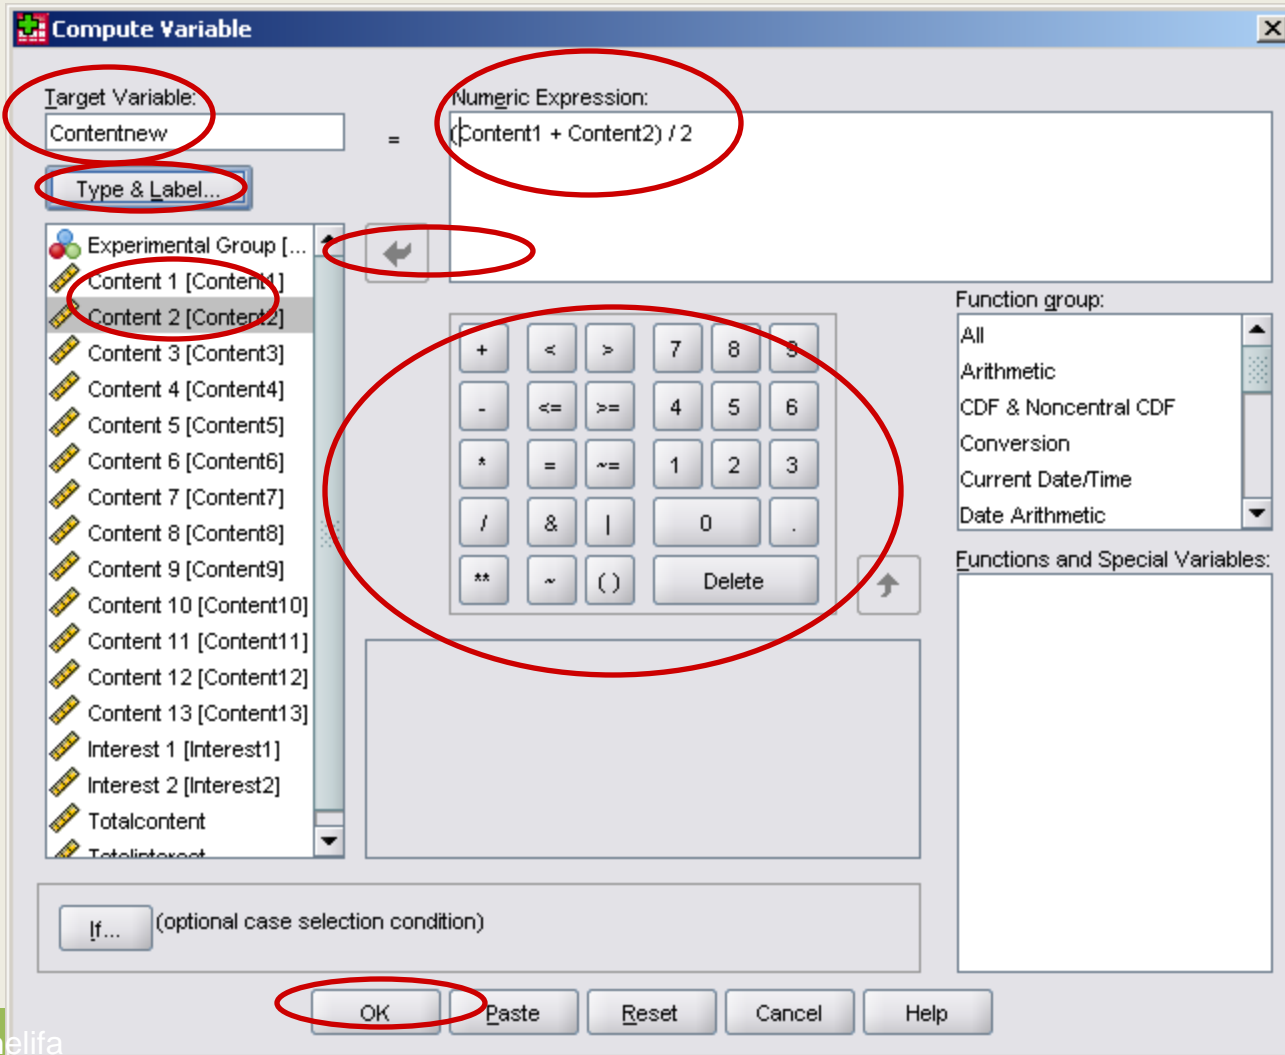 Compute Variable
Target Variable:
Contentnew
=
Numeric Expression:
(Content1 + Content2) / 2
Type & Label...
Experimental Group [...
Content 1 [Content1]
Content 2 [Content2]
Content 3 [Content3]
Content 4 [Content4]
Content 5 [Content5]
Content 6 [Content6]
Content 7 [Content7]
Content 8 [Content8]
Content 9 [Content9]
Content 10 [Content10]
Content 11 [Content11]
Content 12 [Content12]
Content 13 [Content13]
Interest 1 [Interest1]
Interest 2 [Interest2]
Totalcontent
Totalinterest
+ < > 7 8 9
- <= >= 4 5 6
* = ~= 1 2 3
/ & | 0 .
** ~ ( ) Delete
Function group:
All
Arithmetic
CDF & Noncentral CDF
Conversion
Current Date/Time
Date Arithmetic
Functions and Special Variables:
If... (optional case selection condition)
OK Paste Reset Cancel Help